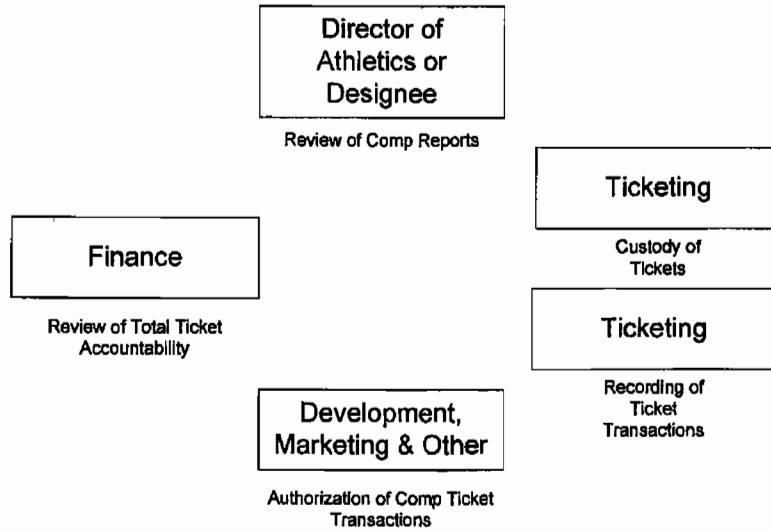 Director of
Athletics or
Designee
Review of Comp Reports
Ticketing
Custody of
Tickets
Finance
Review of Total Ticket
Accountability
Ticketing
Recording of
Ticket
Transactions
Development,
Marketing & Other
Authorization of Comp Ticket
Transactions